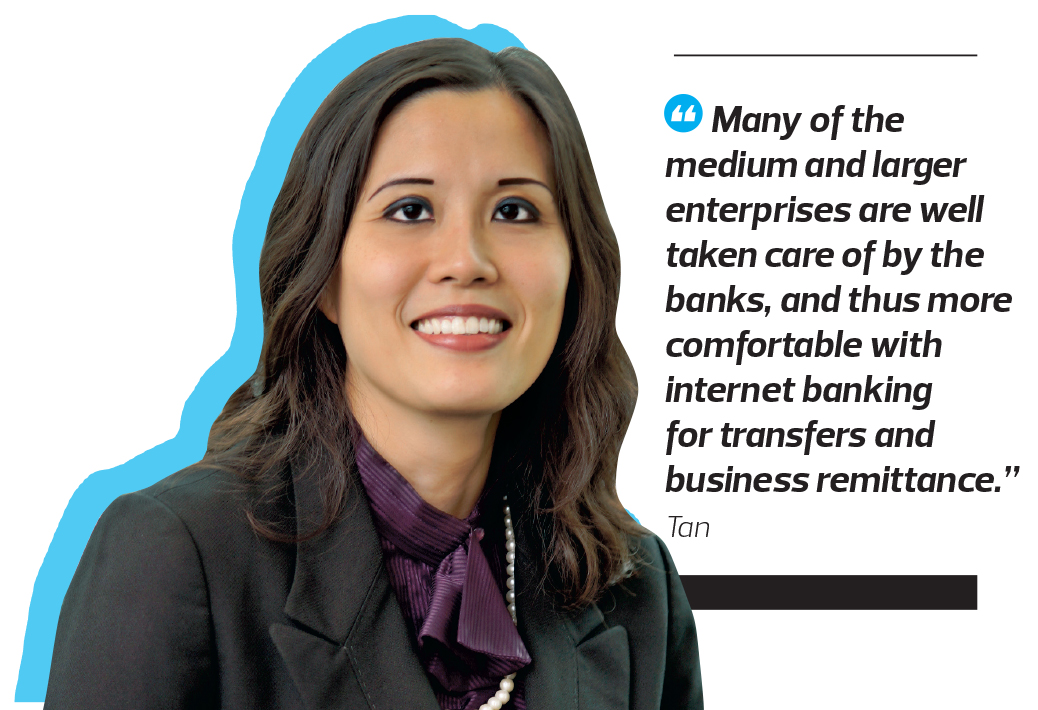 “ Many of the
medium and larger
enterprises are well
taken care of by the
banks, and thus more
comfortable with
internet banking
for transfers and
business remittance.”
Tan